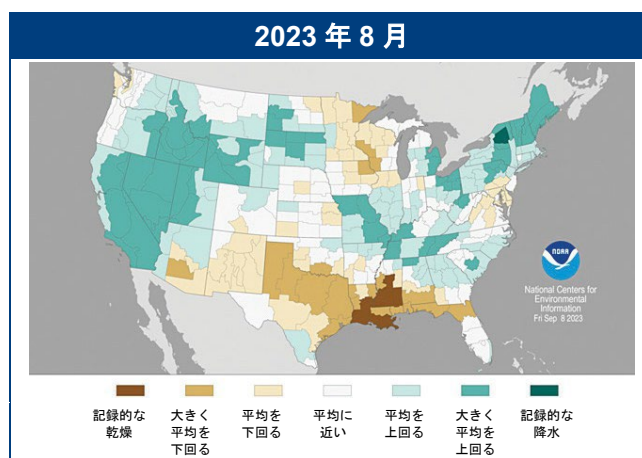 2023 年 8 月
NOAA
National Centers for
Environmental
Information
Fri Sep 8 2023
記録的な
乾燥
大きく
平均を
下回る
平均を
下回る
平均に
近い
平均を
上回る
大きく
平均を
上回る
記録的な
降水